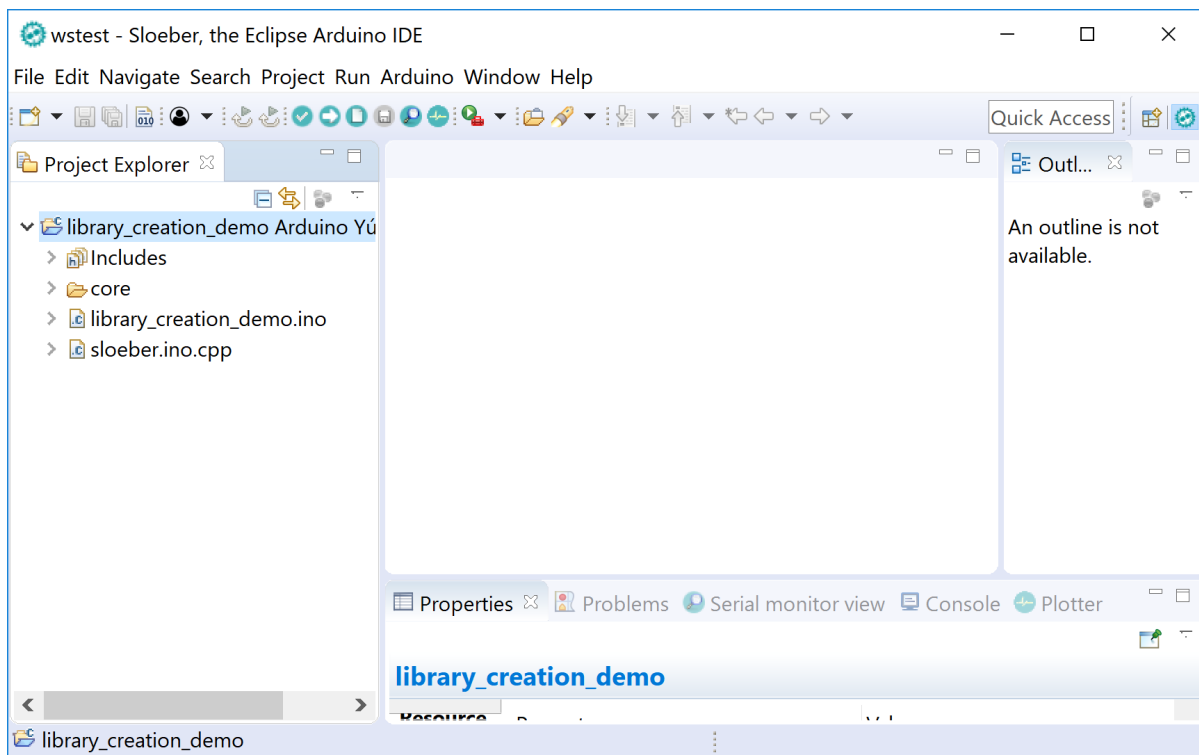 wstest - Sloeber, the Eclipse Arduino IDE
File Edit Navigate Search Project Run Arduino Window Help
010
Quick Access
Project Explorer
Outl...
library_creation_demo Arduino Yú
Includes
core
library_creation_demo.ino
sloeber.ino.cpp
An outline is not
available.
Properties
Problems
Serial monitor view
Console
Plotter
library_creation_demo
Resource
library_creation_demo